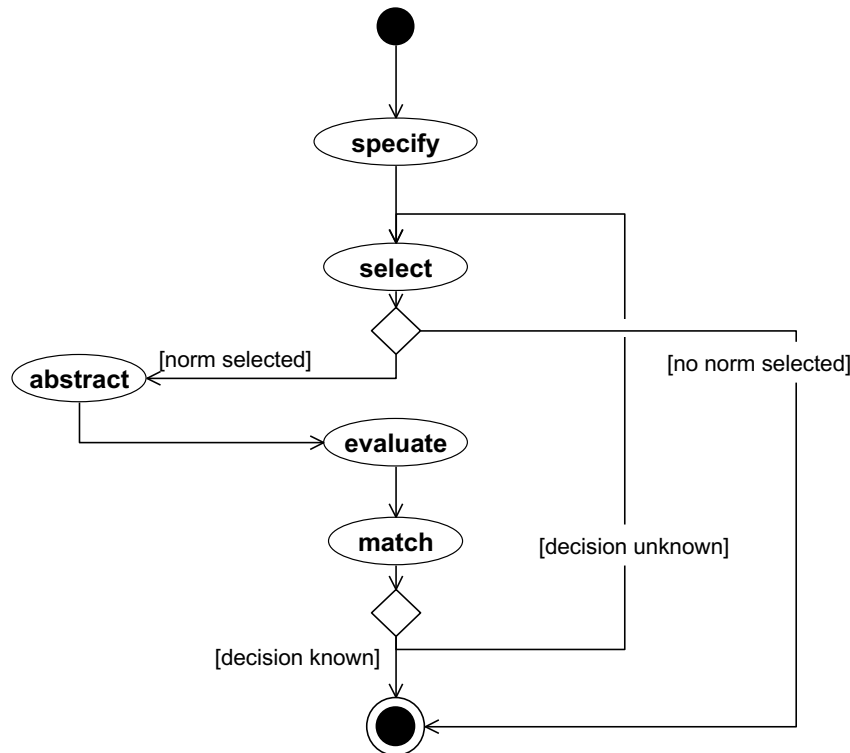 specify
select
[norm selected]
[no norm selected]
abstract
evaluate
match
[decision unknown]
[decision known]